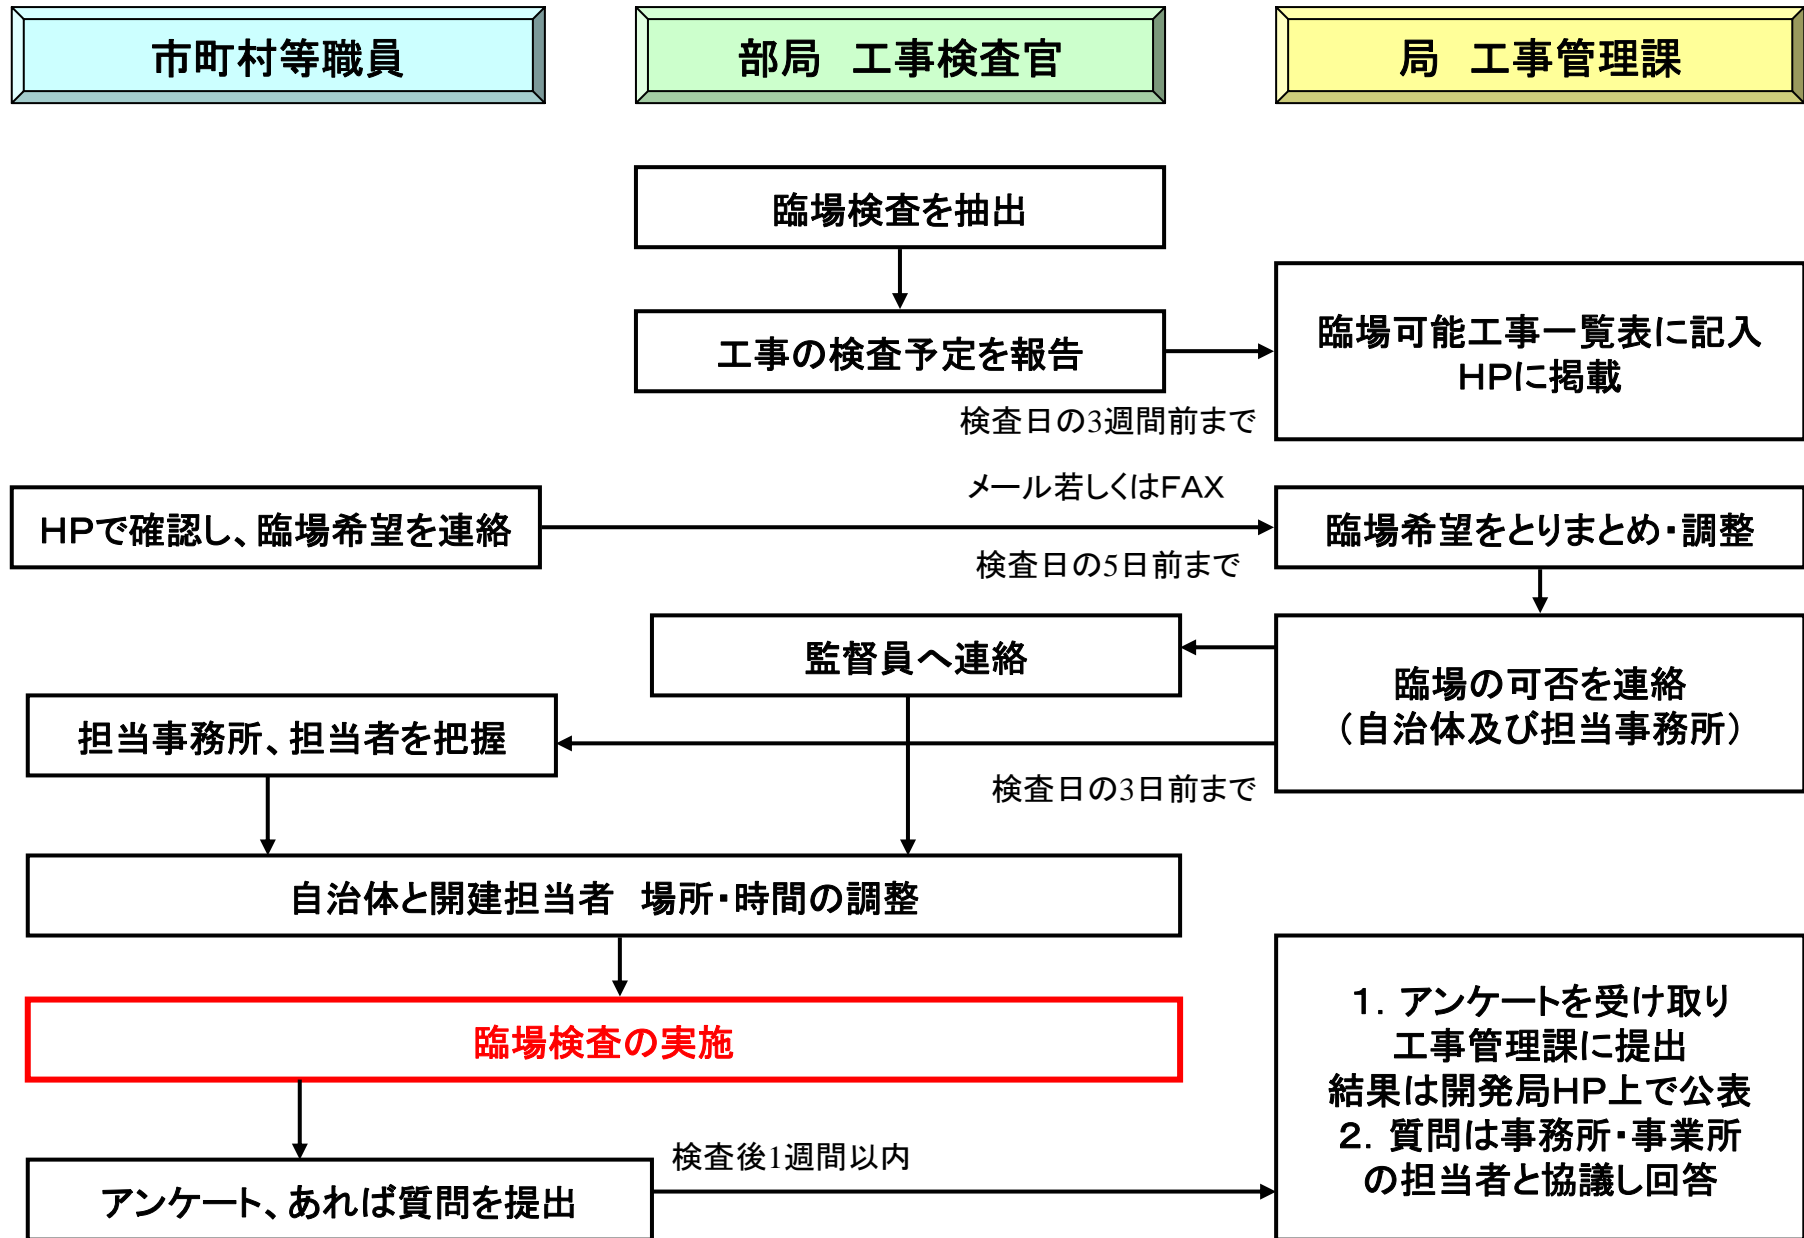 市町村等職員
部局　工事検査官
局　工事管理課
臨場検査を抽出
工事の検査予定を報告
臨場可能工事一覧表に記入
HPに掲載
検査日の3週間前まで
メール若しくはFAX
HPで確認し、臨場希望を連絡
臨場希望をとりまとめ・調整
検査日の5日前まで
監督員へ連絡
臨場の可否を連絡
（自治体及び担当事務所）
担当事務所、担当者を把握
検査日の3日前まで
自治体と開建担当者　場所・時間の調整
臨場検査の実施
1．アンケートを受け取り
工事管理課に提出
結果は開発局HP上で公表
2．質問は事務所・事業所
の担当者と協議し回答
検査後1週間以内
アンケート、あれば質問を提出